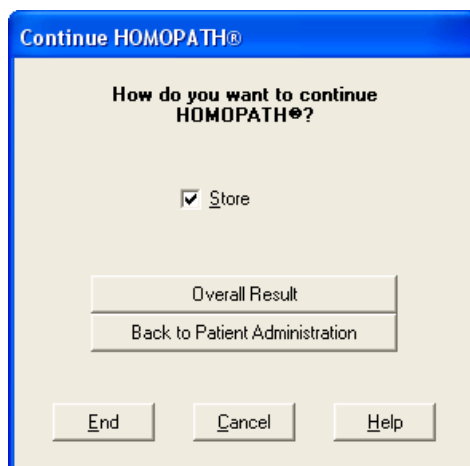 Continue HOMOPATH®
How do you want to continue
HOMOPATH®?
Store
Overall Result
Back to Patient Administration
End Cancel Help